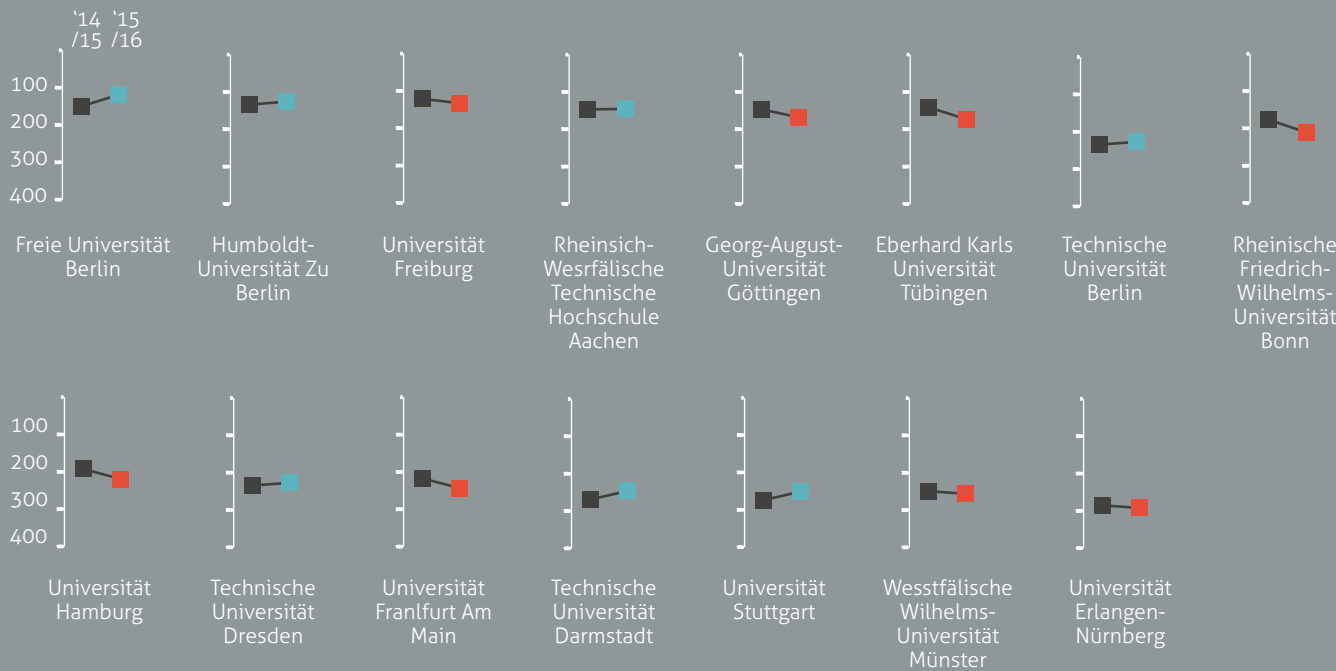 ‘14 ‘15
/15 /16
100
200
300
400
Freie Universität
Berlin
Humboldt-
Universität Zu
Berlin
Universität
Freiburg
Rheinsich-
Wesrfälische
Technische
Hochschule
Aachen
Georg-August-
Universität
Göttingen
Eberhard Karls
Universität
Tübingen
Technische
Universität
Berlin
Rheinische
Friedrich-
Wilhelms-
Universität
Bonn
100
200
300
400
Universität
Hamburg
Technische
Universität
Dresden
Universität
Franlfurt Am
Main
Technische
Universität
Darmstadt
Universität
Stuttgart
Wesstfälische
Wilhelms-
Universität
Münster
Universität
Erlangen-
Nürnberg